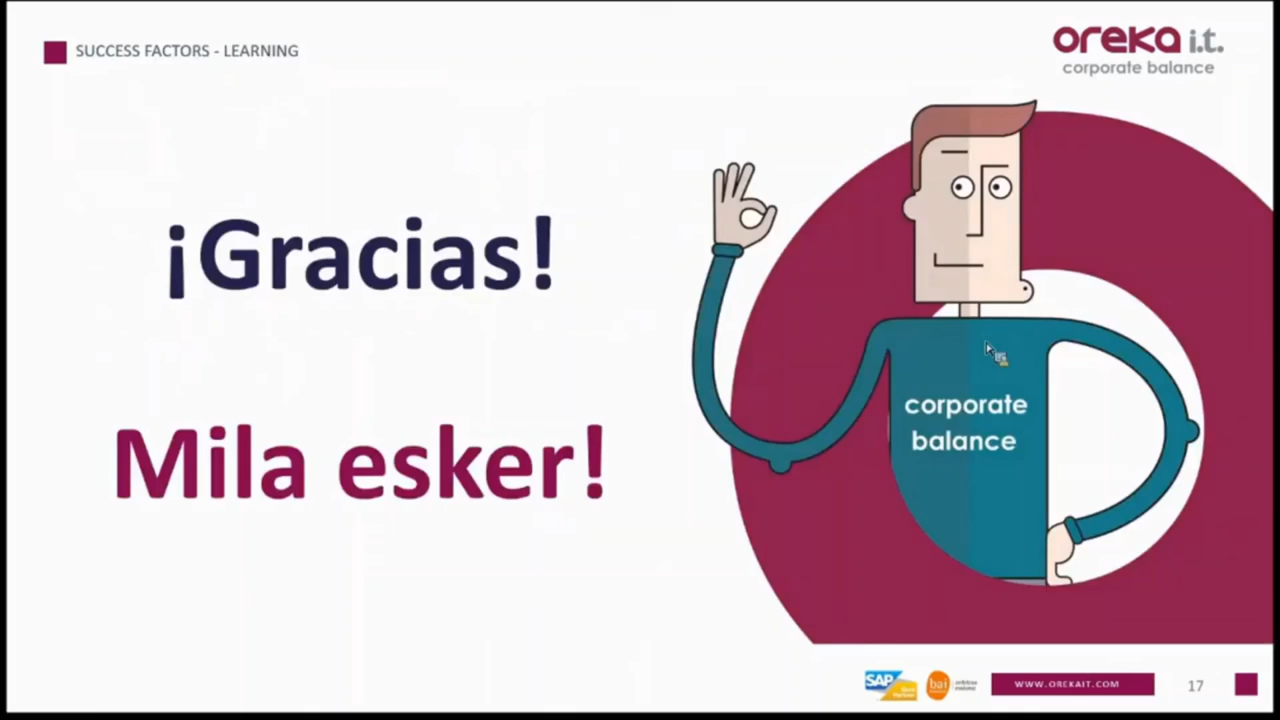 SUCCESS FACTORS - LEARNING
oreka i.t.
corporate balance
¡Gracias!
Mila esker!
corporate
balance
SAP
bai
WWW.OREKAIT.COM
17